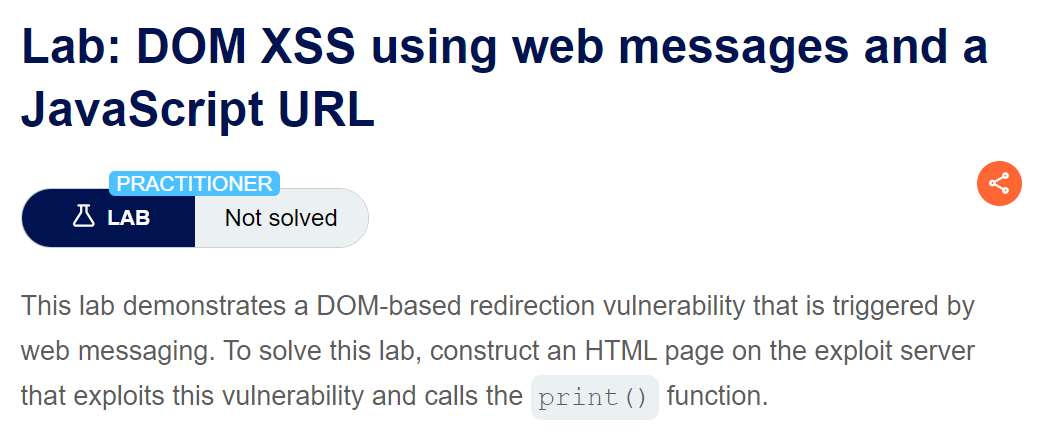 Lab: DOM XSS using web messages and a
JavaScript URL
PRACTITIONER
LAB
Not solved
This lab demonstrates a DOM-based redirection vulnerability that is triggered by
web messaging. To solve this lab, construct an HTML page on the exploit server
that exploits this vulnerability and calls the print() function.